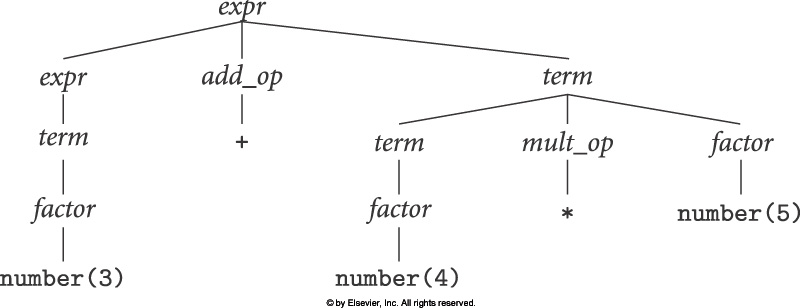 expr
expr add_op term
term + term mult_op factor
factor factor * number(5)
number(3) number(4)
© by Elsevier, Inc. All rights reserved.